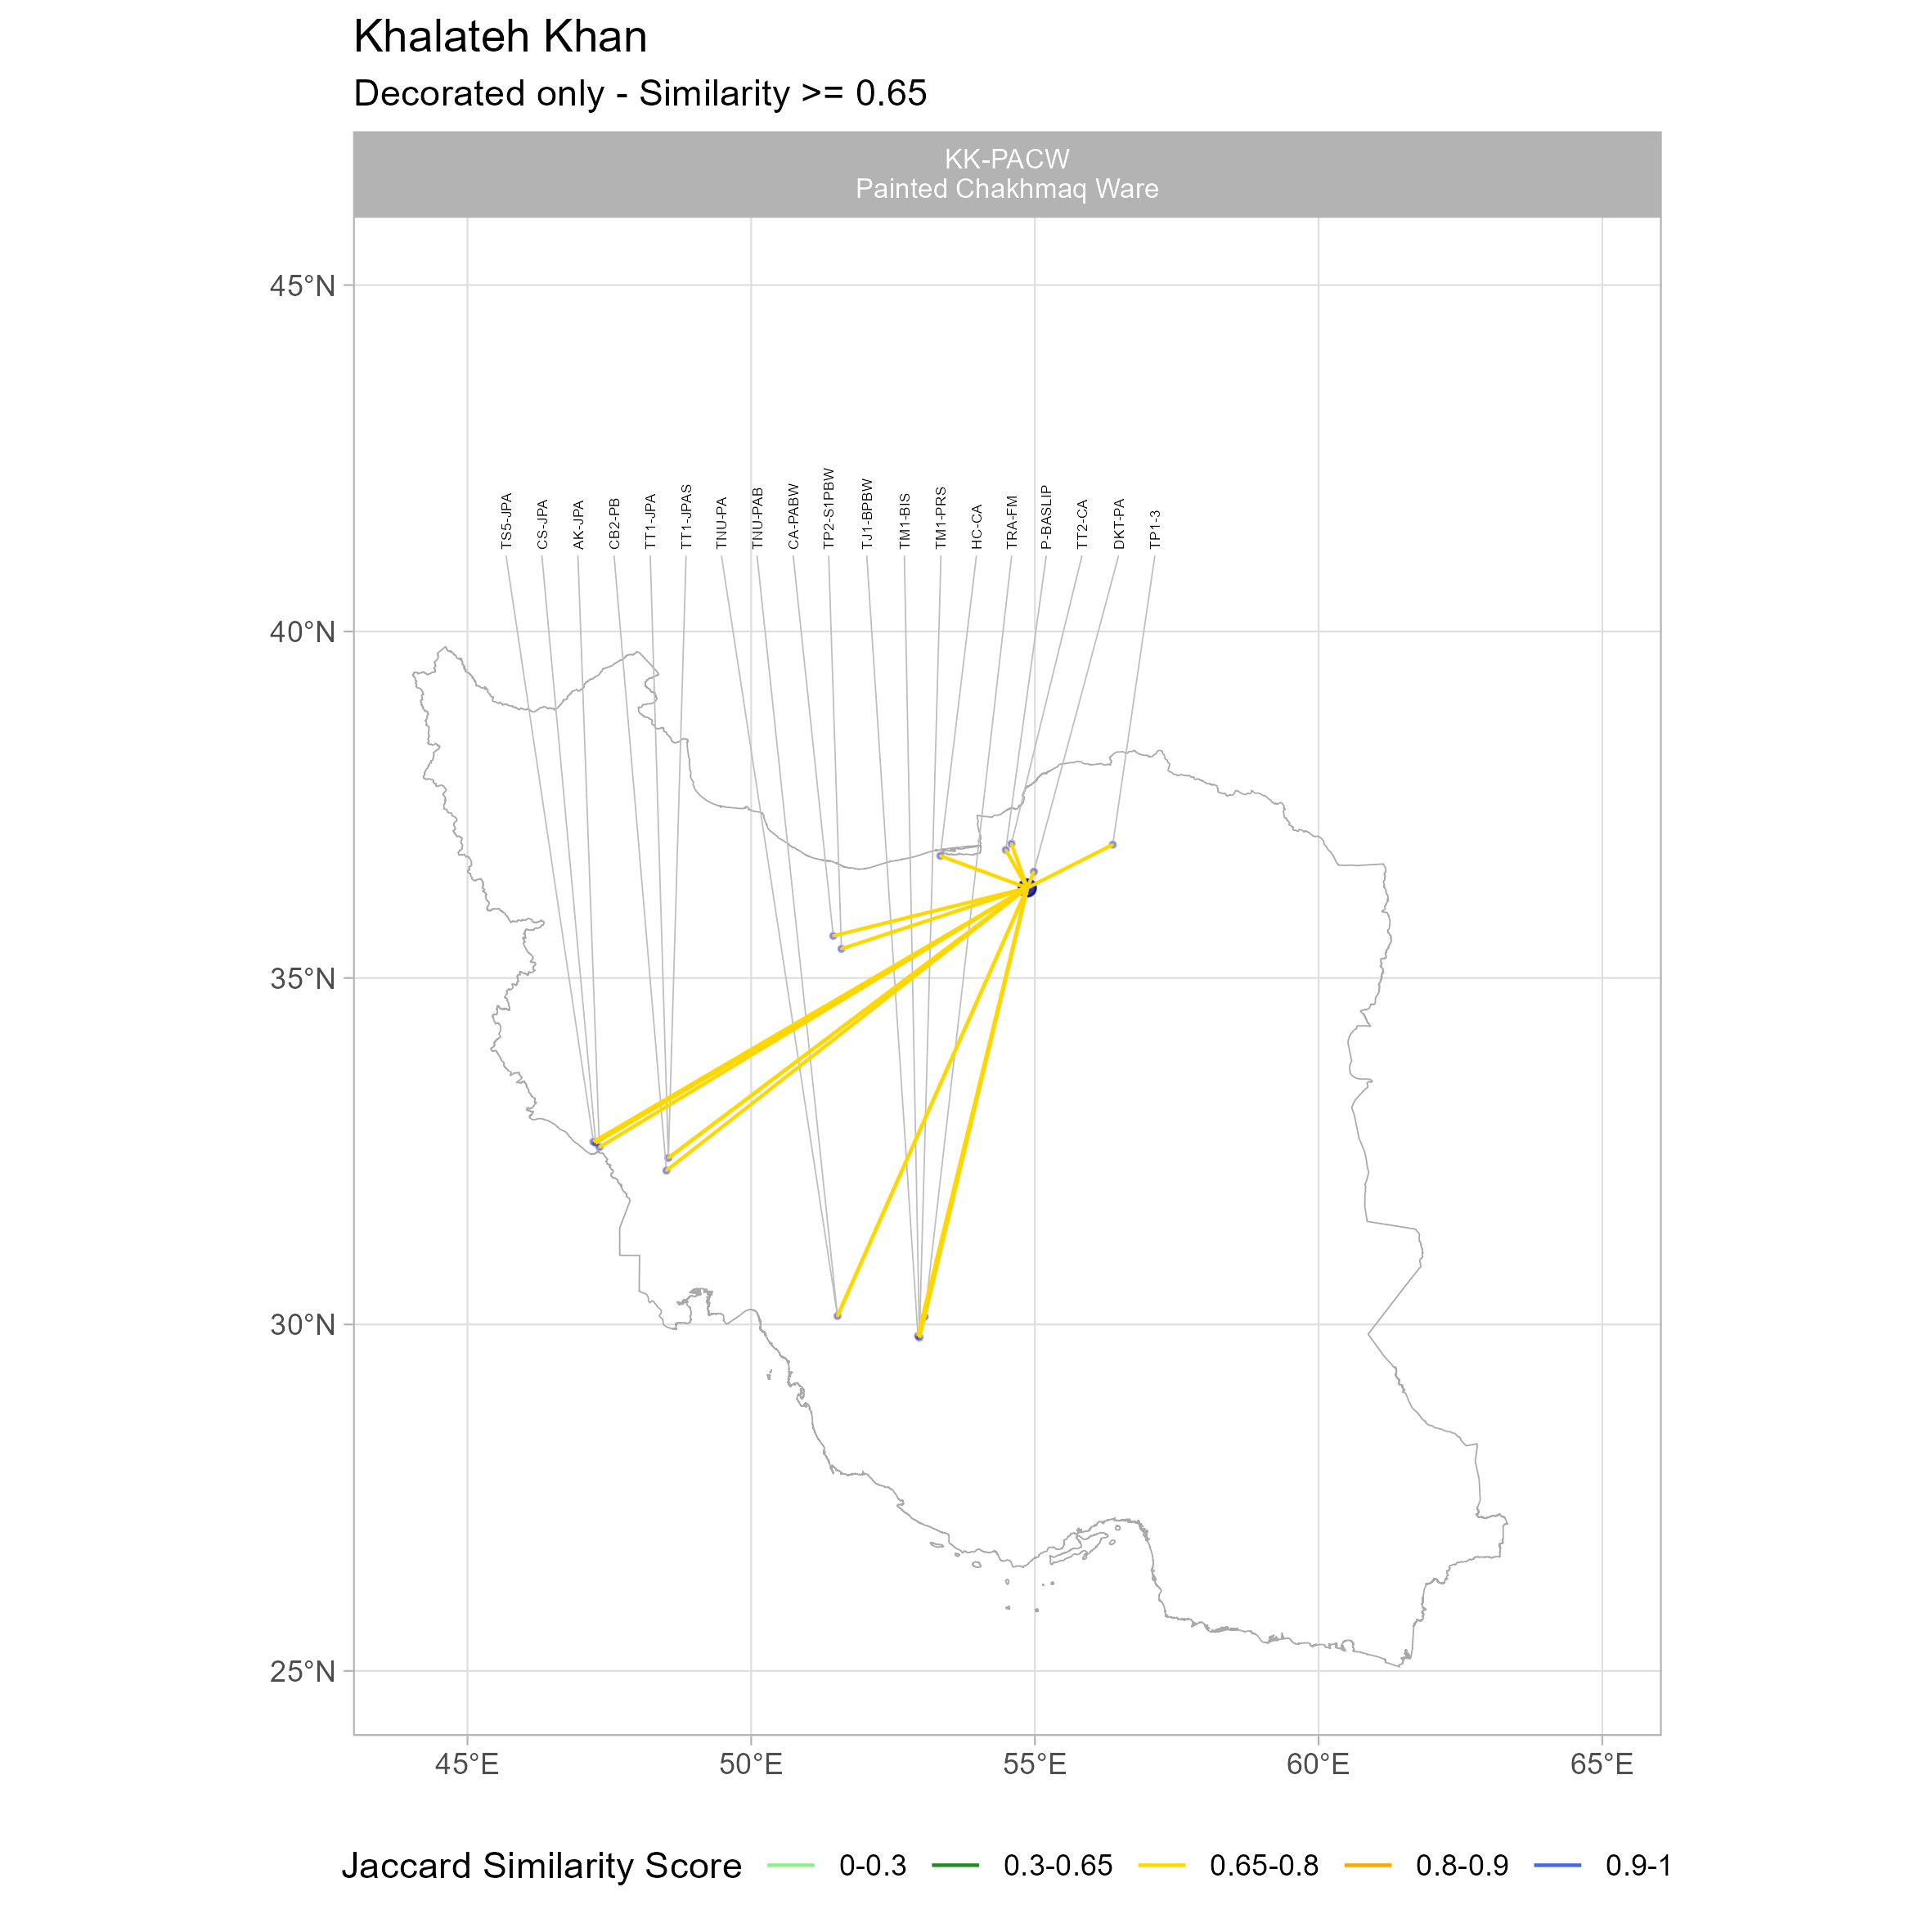 Khalateh Khan
Decorated only - Similarity >= 0.65
KK-PACW
Painted Chakhmaq Ware
45°N
40°N
35°N
30°N
25°N
TS5-JPA
CS-JPA
AK-JPA
CB2-PB
TT1-JPA
TT1-JPAS
TNU-PA
TNU-PAB
CA-PABW
TP2-S1PBW
TJ1-BPBW
TM1-BIS
TM1-PRS
HC-CA
TRA-FM
P-BASLIP
TT2-CA
DKT-PA
TP1-3
45°E
50°E
55°E
60°E
65°E
Jaccard Similarity Score
0-0.3
0.3-0.65
0.65-0.8
0.8-0.9
0.9-1